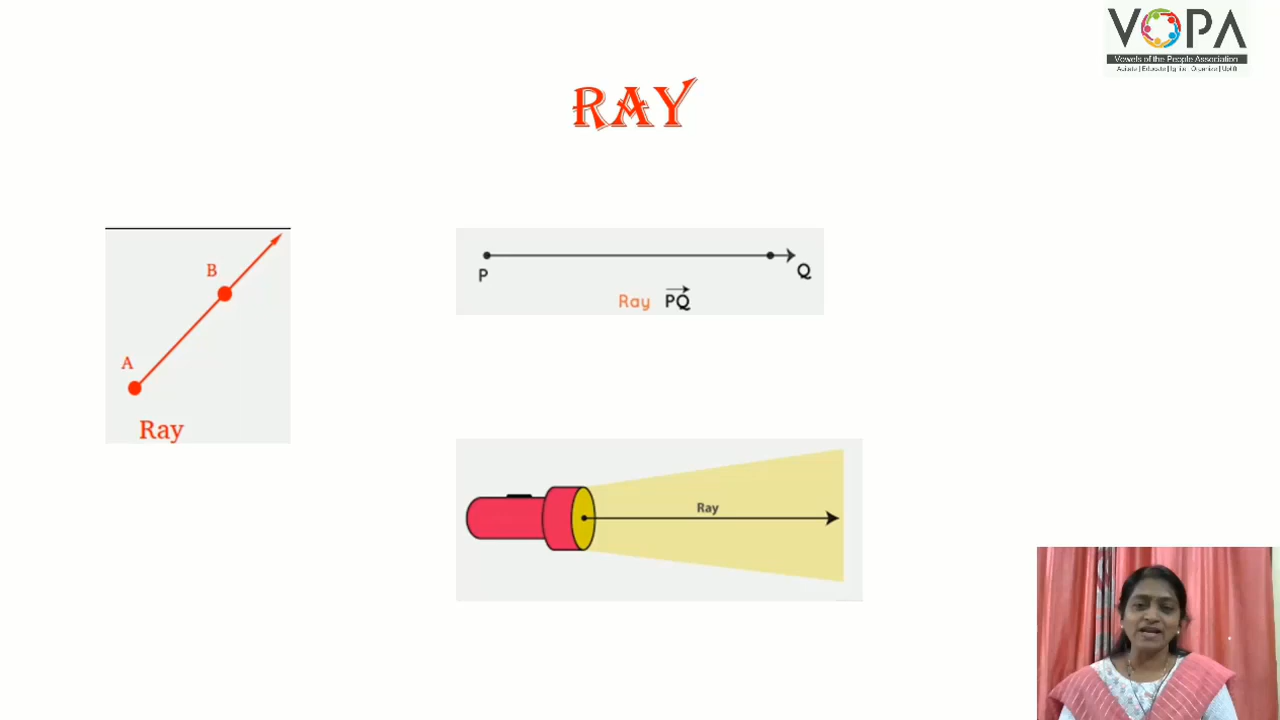 VOPA
Vowels of the People Association
RAY
B
A
Ray
P
Q
Ray PQ
Ray